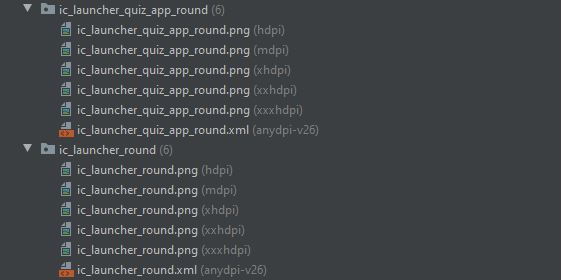 ic_launcher_quiz_app_round (6)
ic_launcher_quiz_app_round.png (hdpi)
ic_launcher_quiz_app_round.png (mdpi)
ic_launcher_quiz_app_round.png (xhdpi)
ic_launcher_quiz_app_round.png (xxhdpi)
ic_launcher_quiz_app_round.png (xxxhdpi)
ic_launcher_quiz_app_round.xml (anydpi-v26)
ic_launcher_round (6)
ic_launcher_round.png (hdpi)
ic_launcher_round.png (mdpi)
ic_launcher_round.png (xhdpi)
ic_launcher_round.png (xxhdpi)
ic_launcher_round.png (xxxhdpi)
ic_launcher_round.xml (anydpi-v26)